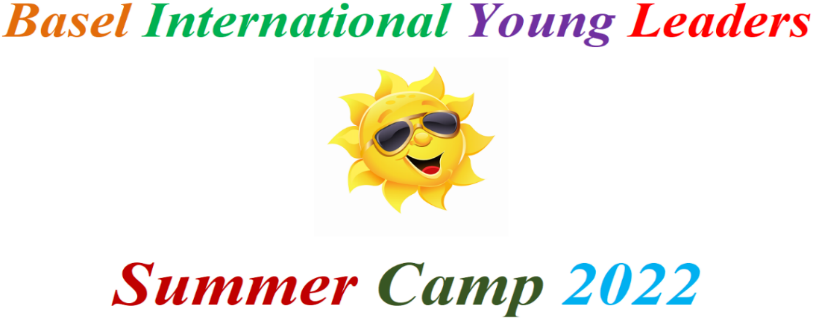 Basel International Young Leaders
Summer Camp 2022